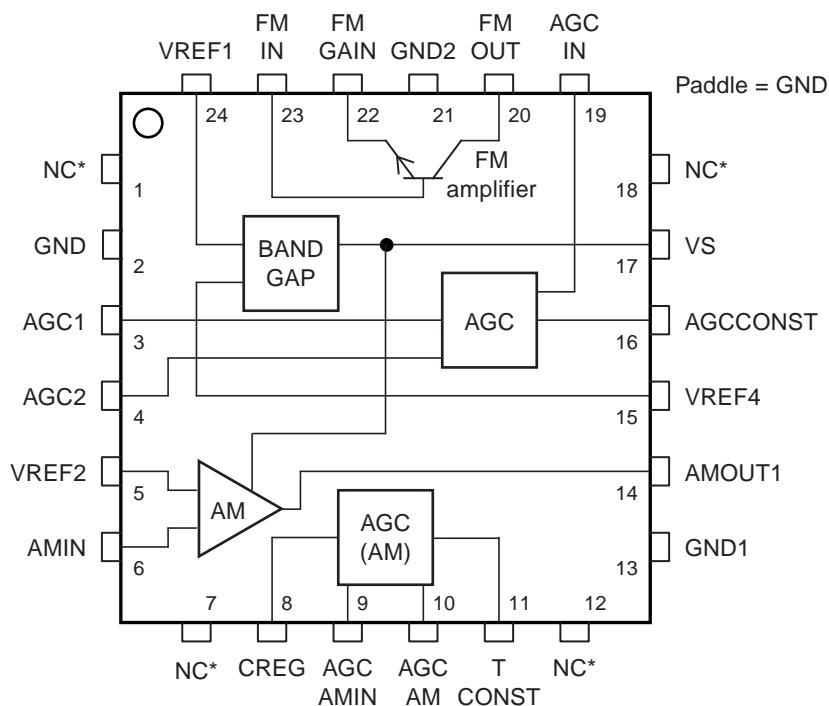 FM
IN
FM
GAIN
FM
OUT
AGC
IN
VREF1
GND2
Paddle = GND
24
23
22
21
20
19
NC*
1
FM
amplifier
18
NC*
GND
2
BAND
GAP
17
VS
AGC1
3
AGC
16
AGCCONST
AGC2
4
15
VREF4
VREF2
5
AM
14
AMOUT1
AMIN
6
AGC
(AM)
13
GND1
7
8
9
10
11
12
NC*
CREG
AGC
AMIN
AGC
AM
T
CONST
NC*